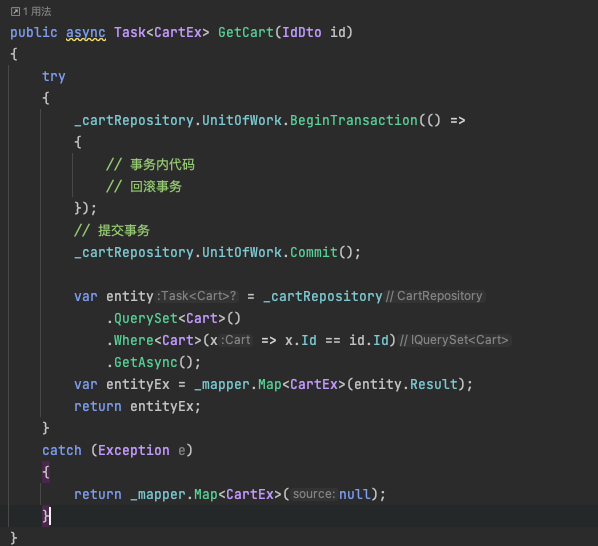 1 用法
public async Task<CartEx> GetCart(IdDto id)
{
try
{
_cartRepository.UnitOfWork.BeginTransaction(() =>
{
// 事务内代码
// 回滚事务
});
// 提交事务
_cartRepository.UnitOfWork.Commit();
var entity :Task<Cart>? = _cartRepository // CartRepository
.QuerySet<Cart>()
.Where<Cart>(x :Cart => x.Id == id.Id) // IQuerySet<Cart>
.GetAsync();
var entityEx = _mapper.Map<CartEx>(entity.Result);
return entityEx;
}
catch (Exception e)
{
return _mapper.Map<CartEx>( source: null);
}
}